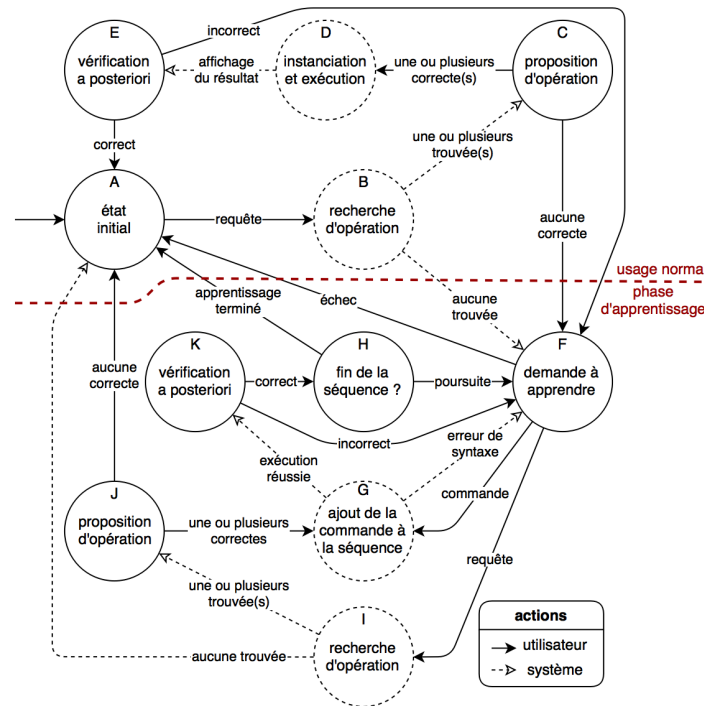 E
vérification
a posteriori
incorrect
affichage
du résultat
D
instanciation
et exécution
une ou plusieurs
correcte(s)
C
proposition
d'opération
correct
une ou plusieurs
trouvée(s)
A
état
initial
requête
B
recherche
d'opération
aucune
correcte
usage norma
phase
d'apprentissage
apprentissage
terminé
échec
aucune
trouvée
aucune
correcte
K
vérification
a posteriori
correct
H
fin de la
séquence ?
poursuite
F
demande à
apprendre
incorrect
erreur de
syntaxe
exécution
réussie
commande
J
proposition
d'opération
une ou plusieurs
correctes
G
ajout de la
commande à
la séquence
requête
une ou plusieurs
trouvée(s)
I
recherche
d'opération
aucune trouvée
actions
utilisateur
système